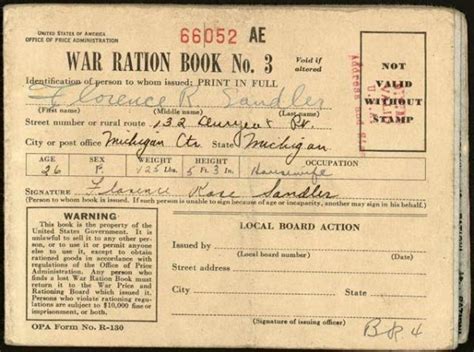 UNITED STATES OF AMERICA
OFFICE OF PRICE ADMINISTRATION
66052 AE
WAR RATION BOOK No. 3
Void if altered
Identification of person to whom issued: PRINT IN FULL
Florence R. Sandler
(First name) (Middle name) (Last name)
Street number or rural route 132
City or post office Michigan Ctr. State Michigan
AGE SEX WEIGHT HEIGHT OCCUPATION
26 F. 125 Lbs. 5 Ft. 3 In. Housewife
SIGNATURE Florence Sandler
(Person to whom book is issued. If such person is unable to sign because of age or incapacity, another may sign in his behalf.)
NOT
VALID
WITHOUT
STAMP
WARNING
This book is the property of the
United States Government. It is
unlawful to sell it to any other per-
son, or to use it or permit anyone
else to use it, except to obtain
rationed goods in accordance with
regulations of the Office of Price
Administration. Any person who
finds a lost War Ration Book must
return it to the War Price and
Rationing Board which issued it.
Persons who violate rationing regu-
lations are subject to $10,000 fine or
imprisonment, or both.
OPA Form No. R-130
LOCAL BOARD ACTION
Issued by
(Local board number) (Date)
Street address
City State
(Signature of issuing officer)